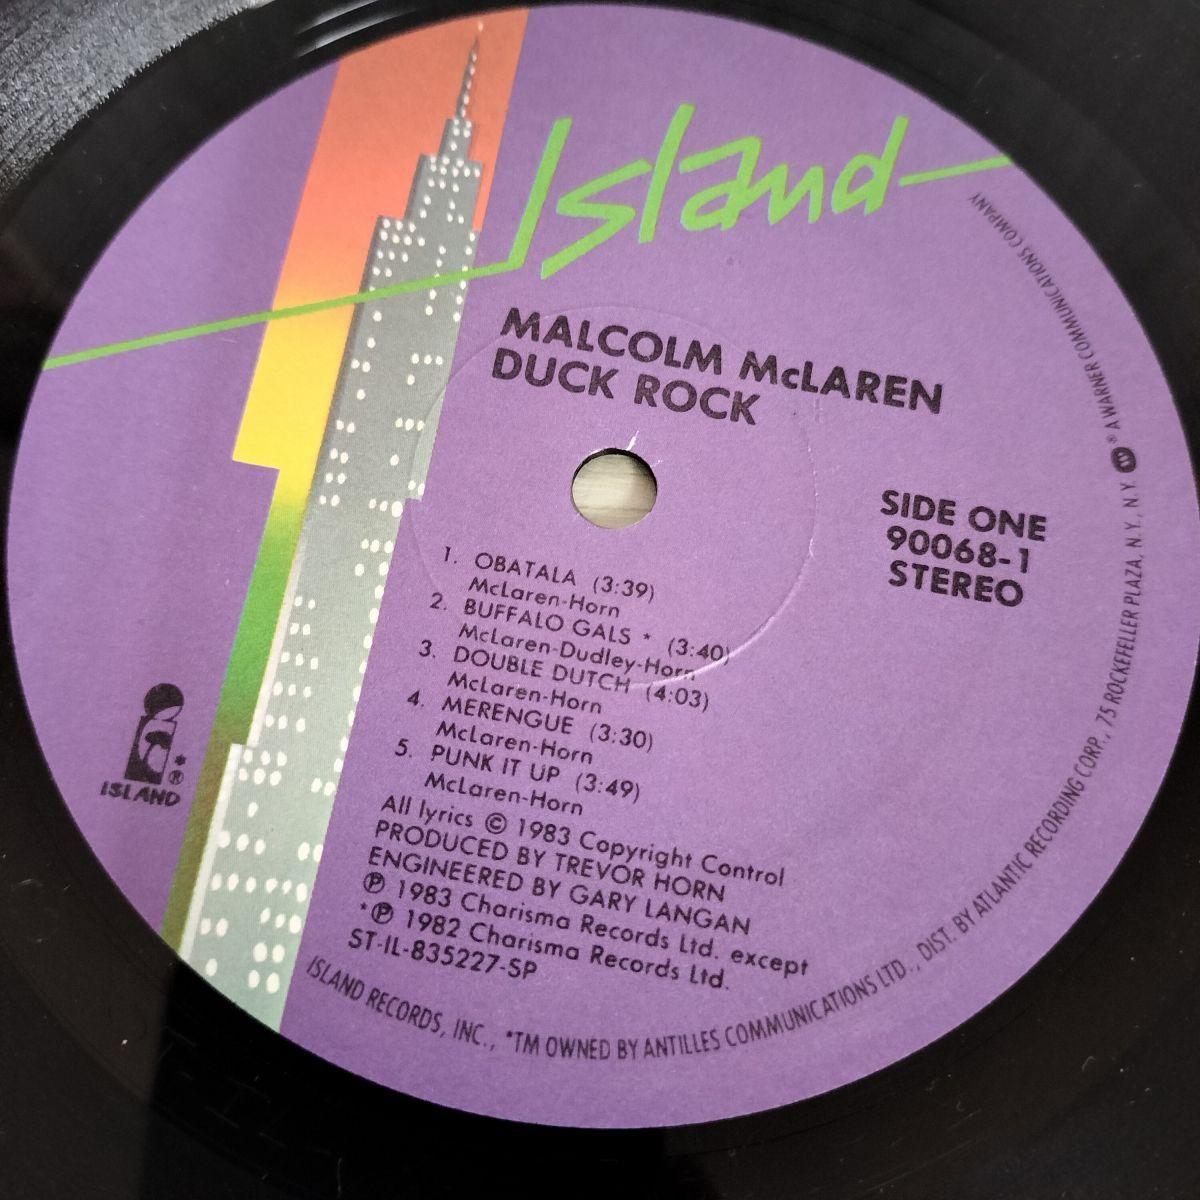 Island
MALCOLM McLAREN
DUCK ROCK
SIDE ONE
90068-1
STEREO
1. OBATALA (3:39)
McLaren-Horn
2. BUFFALO GALS * (3:40)
McLaren-Dudley-Horn
3. DOUBLE DUTCH (4:03)
McLaren-Horn
4. MERENGUE (3:30)
McLaren-Horn
5. PUNK IT UP (3:49)
McLaren-Horn
All lyrics © 1983 Copyright Control
PRODUCED BY TREVOR HORN
ENGINEERED BY GARY LANGAN
℗ 1983 Charisma Records Ltd. except
*℗ 1982 Charisma Records Ltd.
ST-IL-835227-SP
*®
ISLAND
ISLAND RECORDS, INC., *TM OWNED BY ANTILLES COMMUNICATIONS LTD., DIST. BY ATLANTIC RECORDING CORP., 75 ROCKEFELLER PLAZA, N.Y., N.Y. ® A WARNER COMMUNICATIONS COMPANY